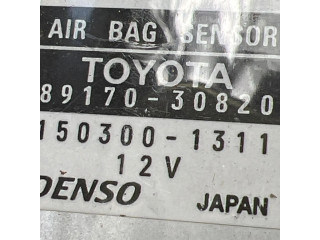 AIR BAG SENSOR
TOYOTA
89170-30820
150300-1311
12V
DENSO JAPAN